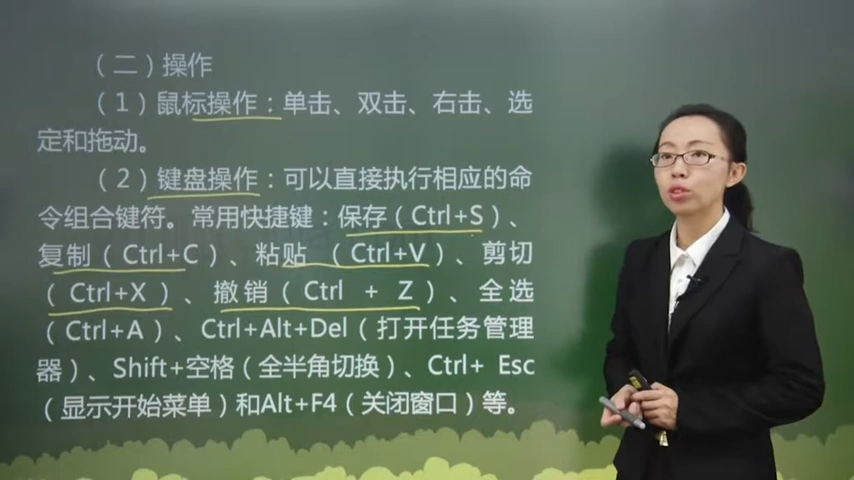 （二）操作
（1）鼠标操作：单击、双击、右击、选
定和拖动。
（2）键盘操作：可以直接执行相应的命
令组合键符。常用快捷键：保存（Ctrl+S）、
复制（Ctrl+C）、粘贴 （Ctrl+V）、剪切
（Ctrl+X）、撤销（Ctrl + Z）、全选
（Ctrl+A）、Ctrl+Alt+Del（打开任务管理
器）、Shift+空格（全半角切换）、Ctrl+ Esc
（显示开始菜单）和Alt+F4（关闭窗口）等。